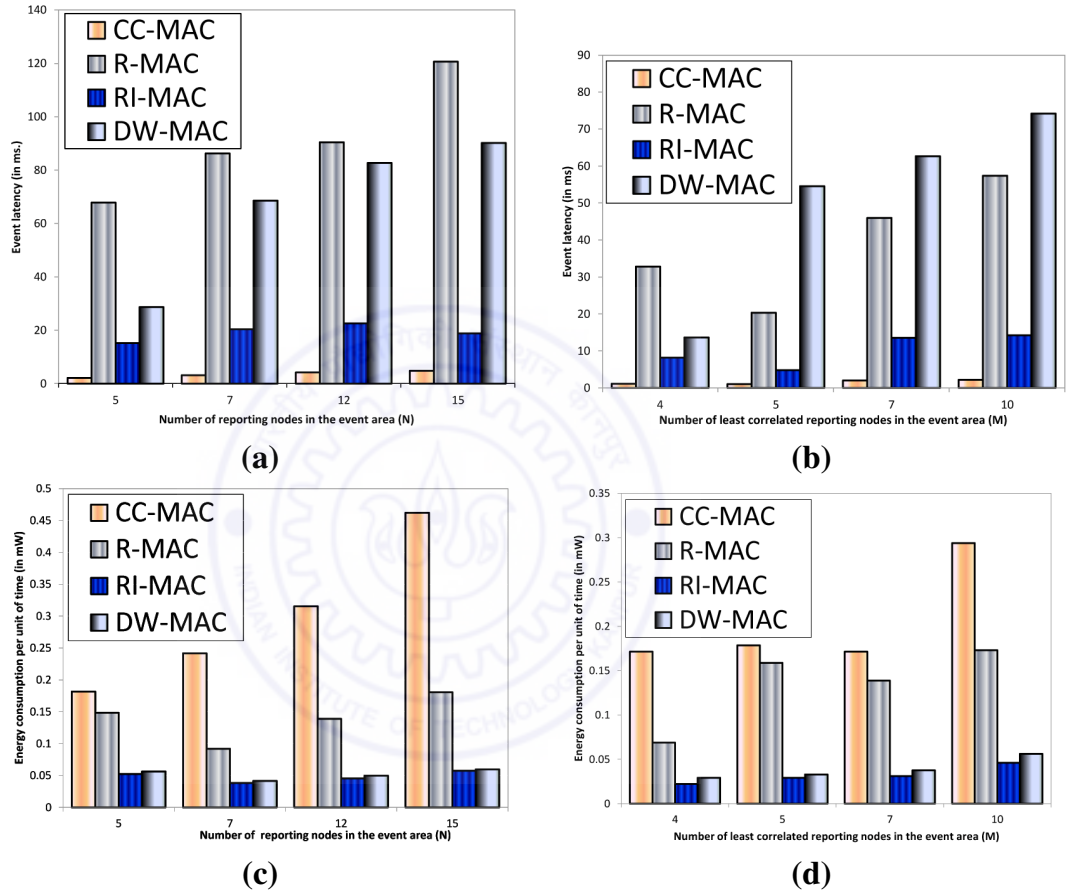 140
120
100
80
60
40
20
0
Event latency (in ms.)
CC-MAC
R-MAC
RI-MAC
DW-MAC
5 7 12 15
Number of reporting nodes in the event area (N)
(a)
90
80
70
60
50
40
30
20
10
0
Event latency (in ms)
CC-MAC
R-MAC
RI-MAC
DW-MAC
4 5 7 10
Number of least correlated reporting nodes in the event area (M)
(b)
0.5
0.45
0.4
0.35
0.3
0.25
0.2
0.15
0.1
0.05
0
Energy consumption per unit of time (in mW)
CC-MAC
R-MAC
RI-MAC
DW-MAC
5 7 12 15
Number of reporting nodes in the event area (N)
(c)
0.35
0.3
0.25
0.2
0.15
0.1
0.05
0
Energy consumption per unit of time (in mW)
CC-MAC
R-MAC
RI-MAC
DW-MAC
4 5 7 10
Number of least correlated reporting nodes in the event area (M)
(d)
INDIAN INSTITUTE OF TECHNOLOGY KANPUR